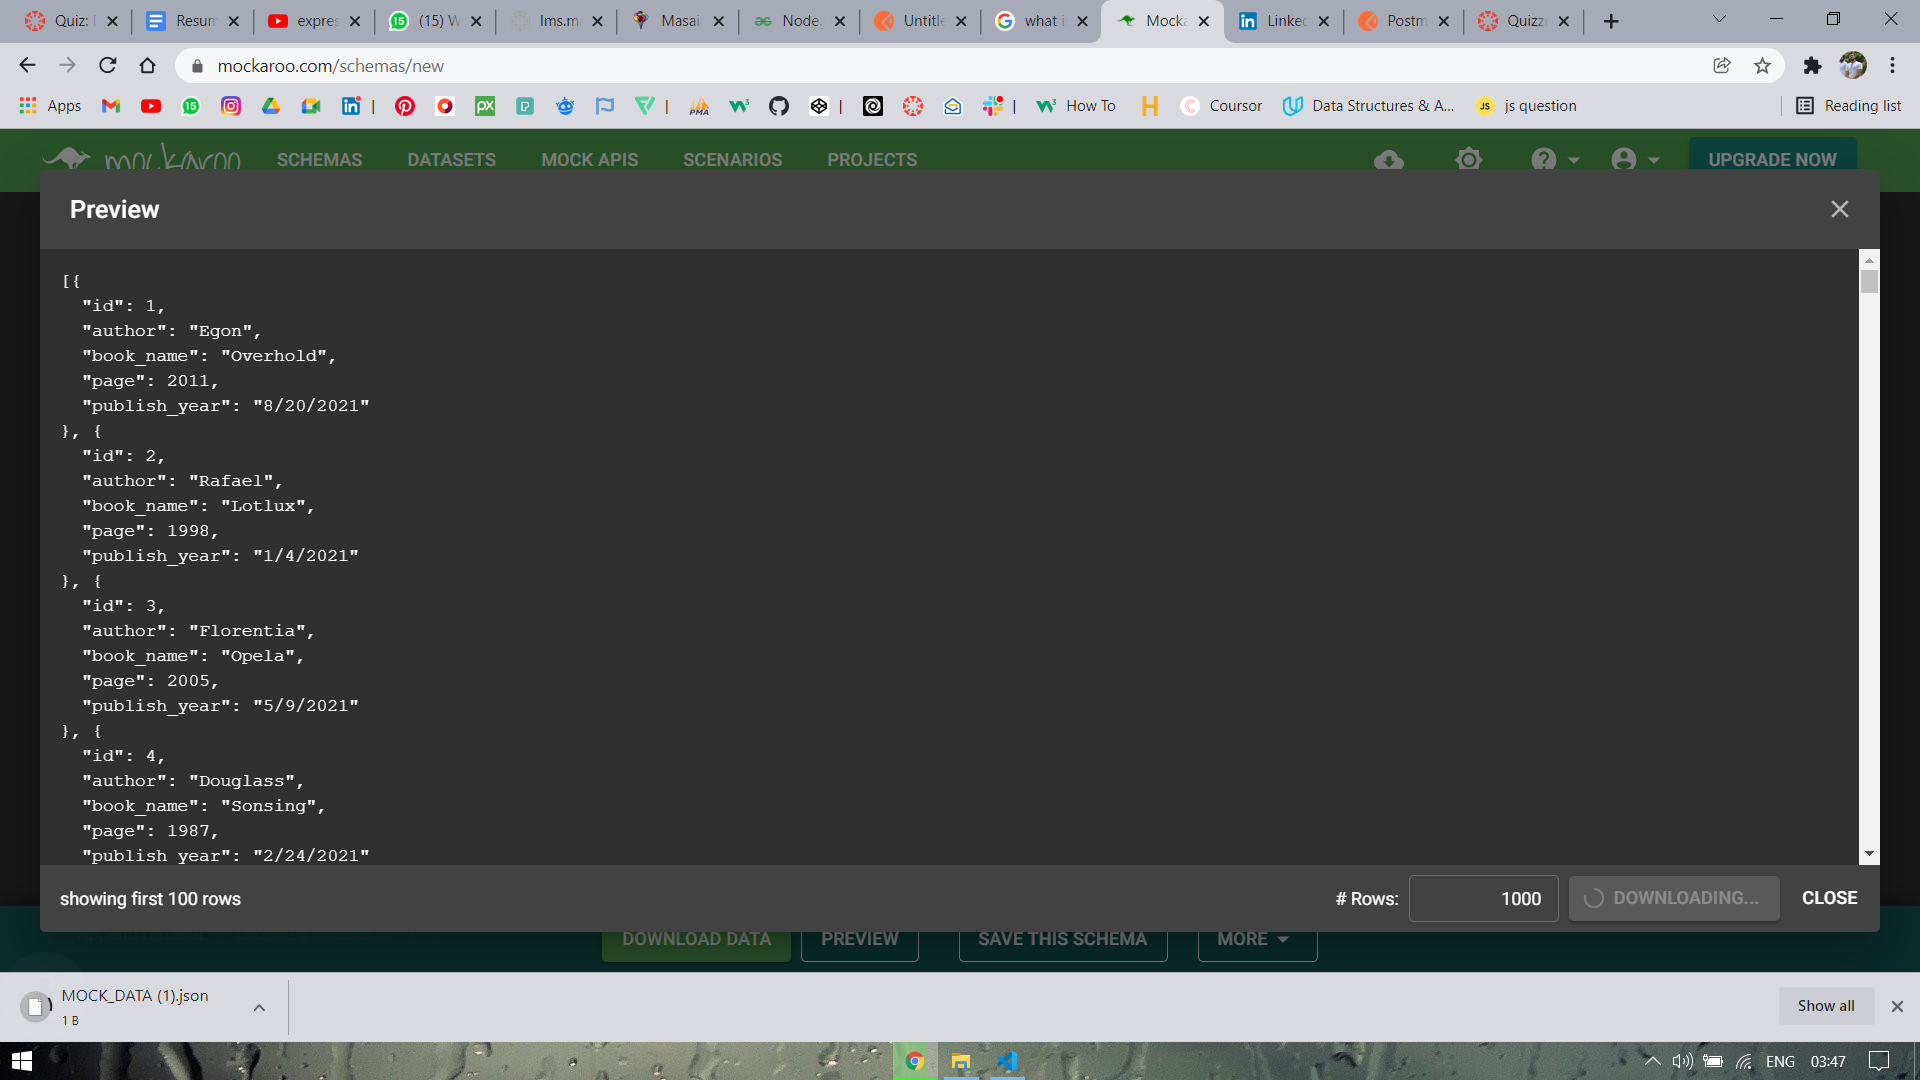 Quiz: Resum expres (15) W lms.m Masai Node. Untitle what i Mocka Linked Postm Quizz
mockaroo.com/schemas/new
Apps How To Coursor Data Structures & A... JS js question Reading list
mockaroo SCHEMAS DATASETS MOCK APIS SCENARIOS PROJECTS UPGRADE NOW
Preview
[{
"id": 1,
"author": "Egon",
"book_name": "Overhold",
"page": 2011,
"publish_year": "8/20/2021"
}, {
"id": 2,
"author": "Rafael",
"book_name": "Lotlux",
"page": 1998,
"publish_year": "1/4/2021"
}, {
"id": 3,
"author": "Florentia",
"book_name": "Opela",
"page": 2005,
"publish_year": "5/9/2021"
}, {
"id": 4,
"author": "Douglass",
"book_name": "Sonsing",
"page": 1987,
"publish_year": "2/24/2021"
showing first 100 rows # Rows: 1000 DOWNLOADING... CLOSE
DOWNLOAD DATA PREVIEW SAVE THIS SCHEMA MORE
MOCK_DATA (1).json
1 B
Show all
ENG 03:47